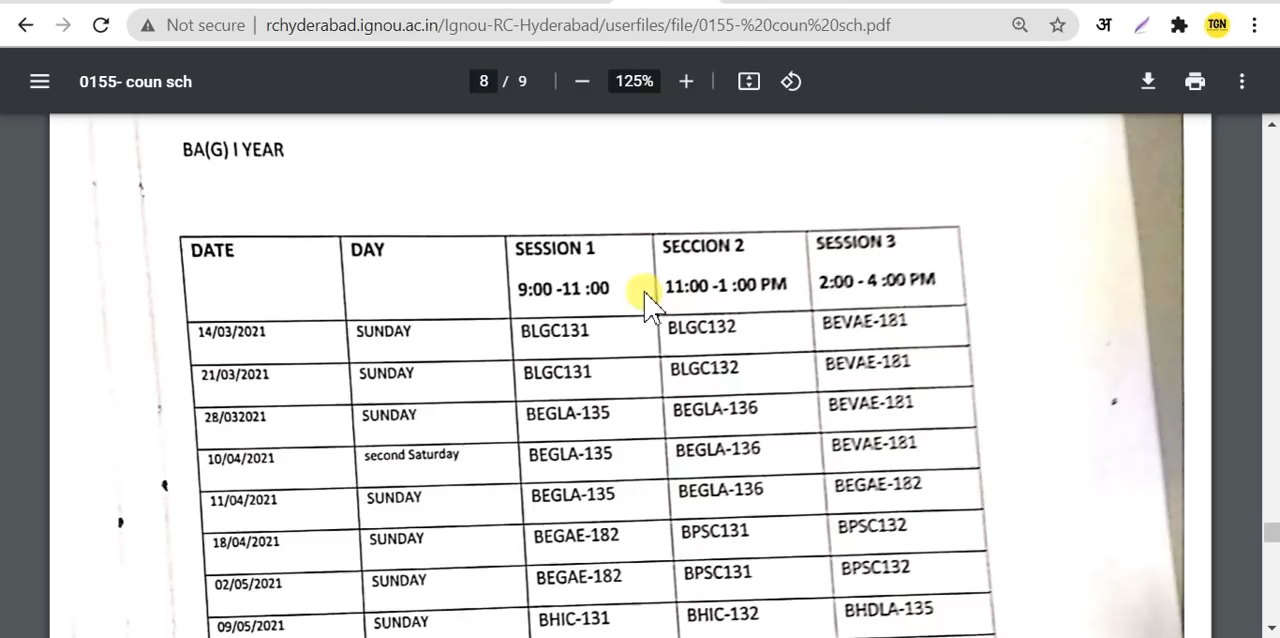 Not secure | rchyderabad.ignou.ac.in/Ignou-RC-Hyderabad/userfiles/file/0155-%20coun%20sch.pdf अ TGN
0155- coun sch 8 / 9 125%
BA(G) I YEAR
DATE DAY SESSION 1 SECCION 2 SESSION 3
9:00 -11 :00 11:00 -1 :00 PM 2:00 - 4 :00 PM
14/03/2021 SUNDAY BLGC131 BLGC132 BEVAE-181
21/03/2021 SUNDAY BLGC131 BLGC132 BEVAE-181
28/032021 SUNDAY BEGLA-135 BEGLA-136 BEVAE-181
10/04/2021 second Saturday BEGLA-135 BEGLA-136 BEVAE-181
11/04/2021 SUNDAY BEGLA-135 BEGLA-136 BEGAE-182
18/04/2021 SUNDAY BEGAE-182 BPSC131 BPSC132
02/05/2021 SUNDAY BEGAE-182 BPSC131 BPSC132
09/05/2021 SUNDAY BHIC-131 BHIC-132 BHDLA-135